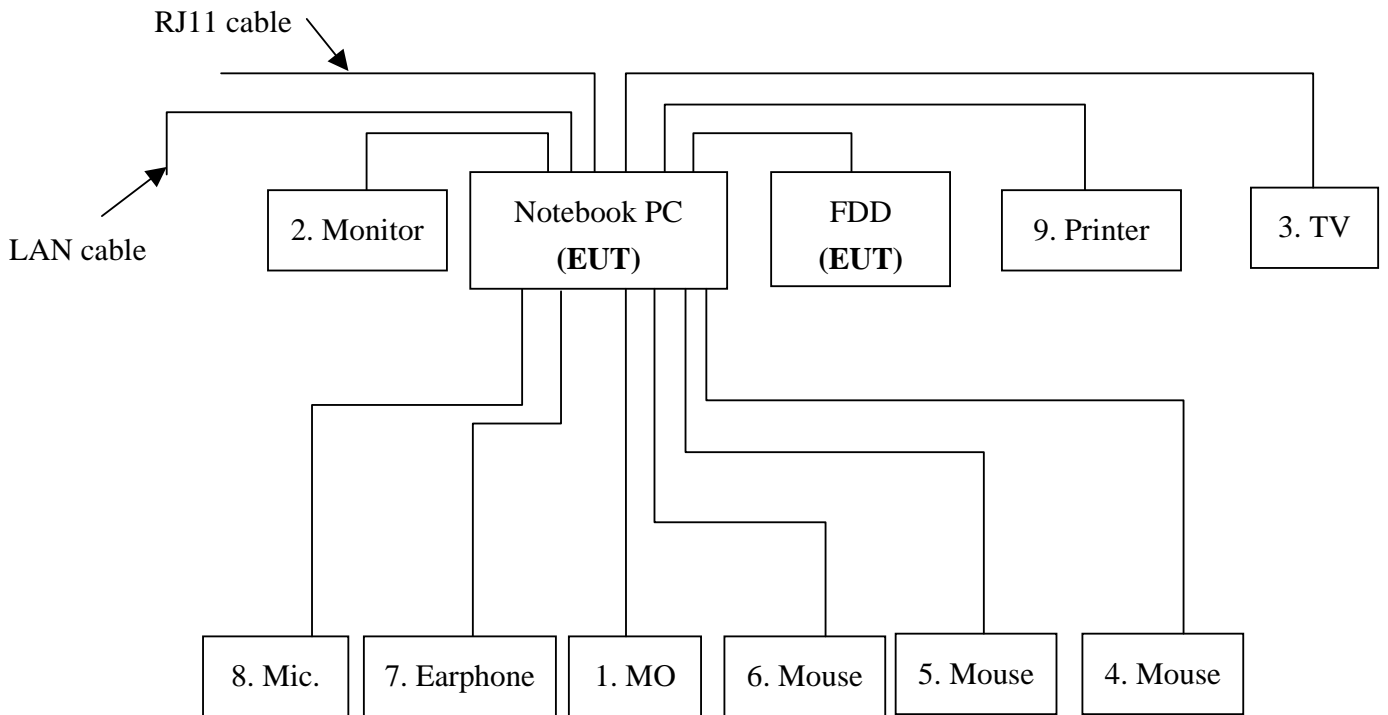 RJ11 cable
LAN cable
2. Monitor
Notebook PC
(EUT)
FDD
(EUT)
9. Printer
3. TV
8. Mic.
7. Earphone
1. MO
6. Mouse
5. Mouse
4. Mouse